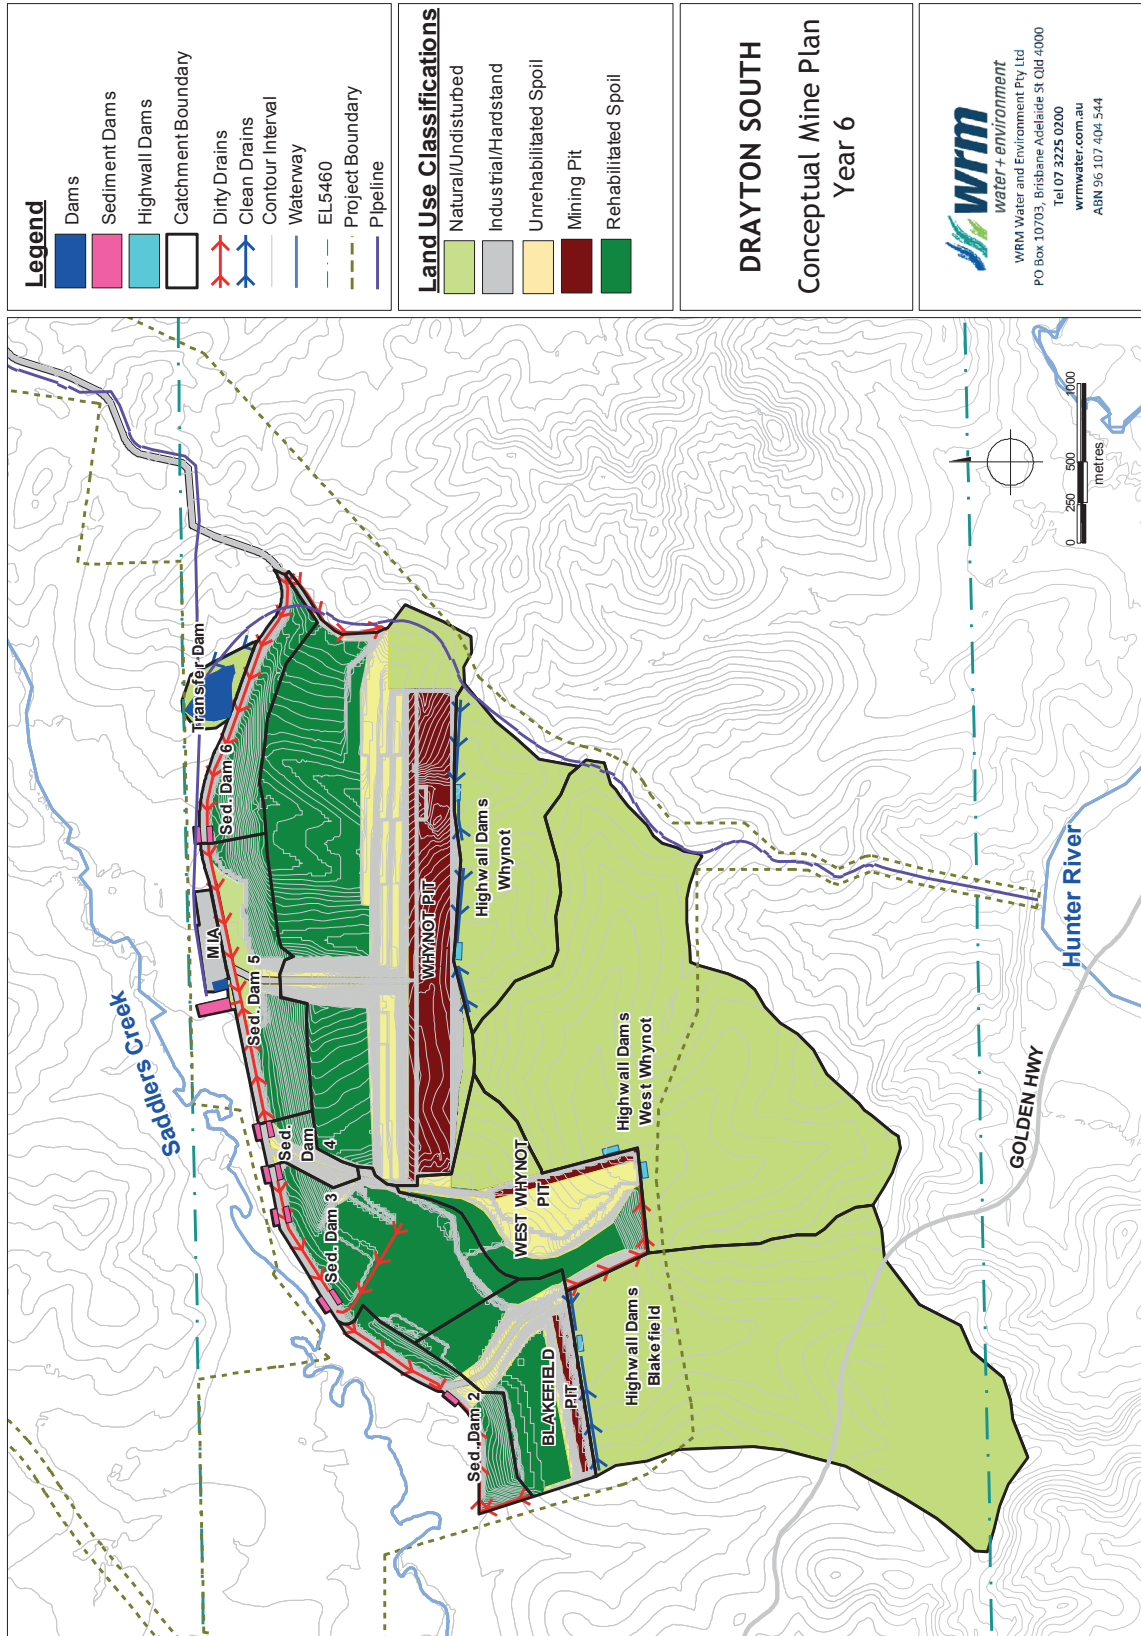 Legend
Dams
Sediment Dams
Highwall Dams
Catchment Boundary
Dirty Drains
Clean Drains
Contour Interval
Waterway
EL5460
Project Boundary
Pipeline
Land Use Classifications
Natural/Undisturbed
Industrial/Hardstand
Unrehabilitated Spoil
Mining Pit
Rehabilitated Spoil
DRAYTON SOUTH
Conceptual Mine Plan
Year 6
wrm
water + environment
WRM Water and Environment Pty Ltd
PO Box 10703, Brisbane Adelaide St Qld 4000
Tel 07 3225 0200
wrmwater.com.au
ABN 96 107 404 544
Saddlers Creek
Transfer Dam
Sed. Dam 6
MIA
Sed. Dam 5
Sed.
Dam
4
Sed. Dam 3
Sed. Dam 2
WHYNOT PIT
Highwall Dams
Whynot
WEST WHYNOT
PIT
Highwall Dams
West Whynot
BLAKEFIELD
PIT
Highwall Dams
Blakefield
GOLDEN HWY
Hunter River
0 250 500 1000
metres